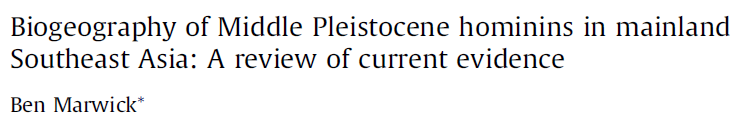 Biogeography of Middle Pleistocene hominins in mainland
Southeast Asia: A review of current evidence
Ben Marwick*